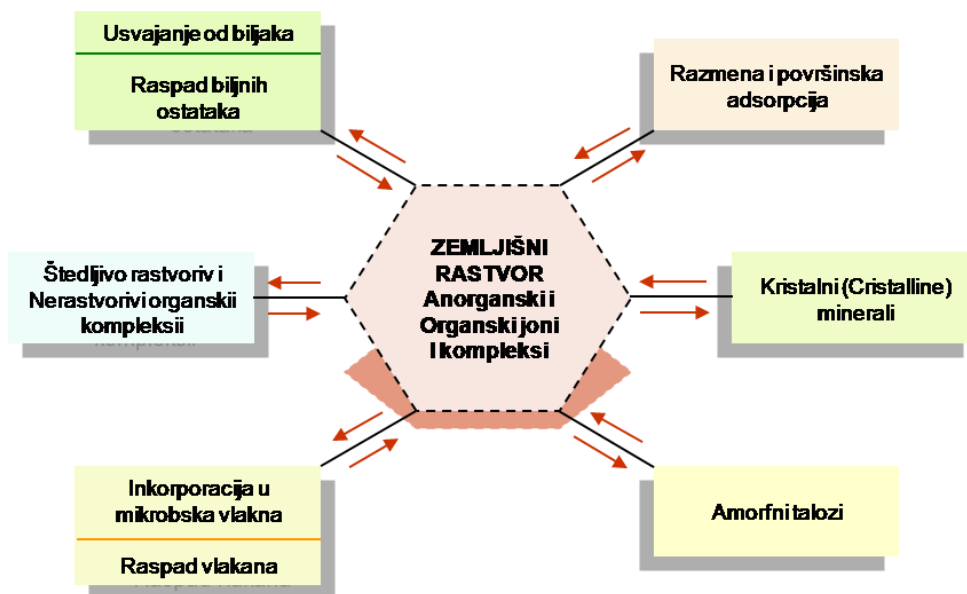 Usvajanje od biljaka
Raspad biljnih
ostataka
Razmena i površinska
adsorpcija
ZEMLJIŠNI
RASTVOR
Anorganski i
Organski joni
I kompleksi
Štedljivo rastvoriv i
Nerastvorivi organskii
kompleksii
Kristalni (Cristalline)
minerali
Inkorporacija u
mikrobska vlakna
Raspad vlakana
Amorfni talozi